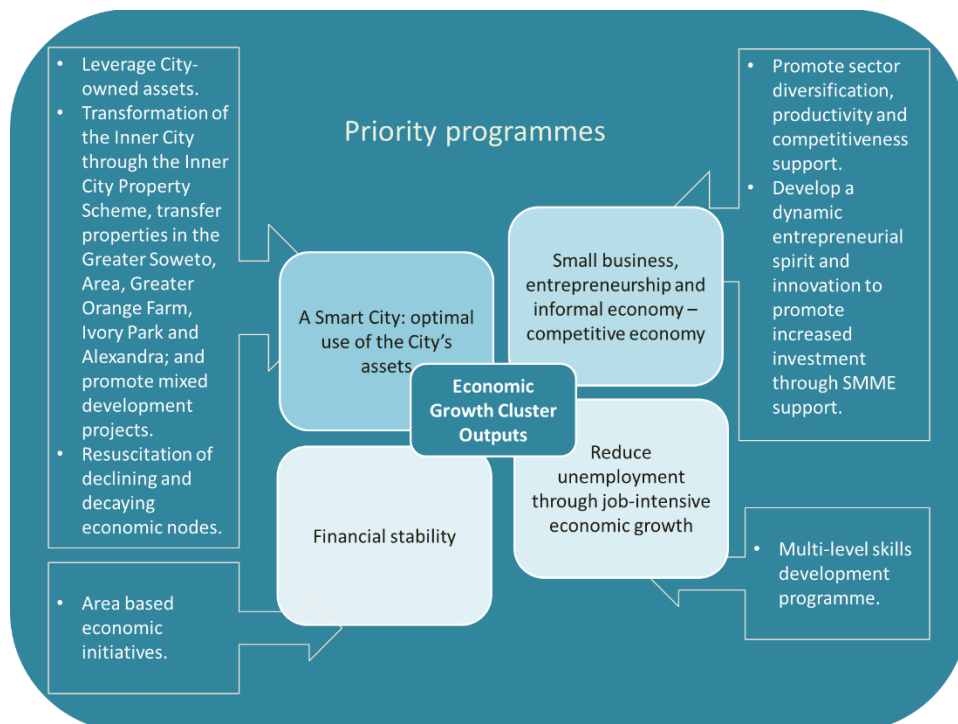 Priority programmes
• Leverage City-
owned assets.
• Transformation of
the Inner City
through the Inner
City Property
Scheme, transfer
properties in the
Greater Soweto,
Area, Greater
Orange Farm,
Ivory Park and
Alexandra; and
promote mixed
development
projects.
• Resuscitation of
declining and
decaying
economic nodes.
A Smart City: optimal
use of the City's
assets
Small business,
entrepreneurship and
informal economy –
competitive economy
• Promote sector
diversification,
productivity and
competitiveness
support.
• Develop a
dynamic
entrepreneurial
spirit and
innovation to
promote
increased
investment
through SMME
support.
Economic
Growth Cluster
Outputs
Financial stability
Reduce
unemployment
through job-intensive
economic growth
• Area based
economic
initiatives.
• Multi-level skills
development
programme.